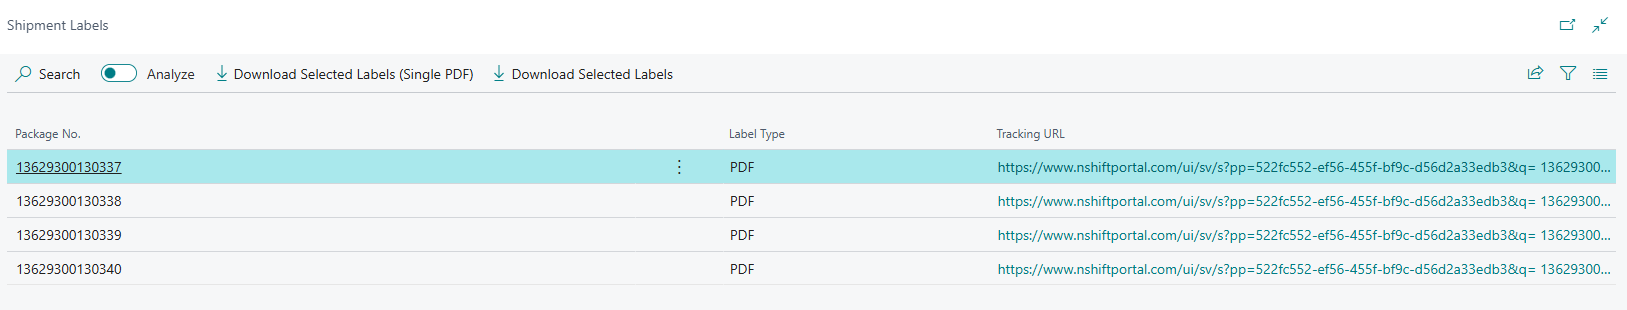 Shipment Labels
Search Analyze Download Selected Labels (Single PDF) Download Selected Labels
Package No. Label Type Tracking URL
13629300130337 PDF https://www.nshiftportal.com/ui/sv/s?pp=522fc552-ef56-455f-bf9c-d56d2a33edb3&q= 13629300...
13629300130338 PDF https://www.nshiftportal.com/ui/sv/s?pp=522fc552-ef56-455f-bf9c-d56d2a33edb3&q= 13629300...
13629300130339 PDF https://www.nshiftportal.com/ui/sv/s?pp=522fc552-ef56-455f-bf9c-d56d2a33edb3&q= 13629300...
13629300130340 PDF https://www.nshiftportal.com/ui/sv/s?pp=522fc552-ef56-455f-bf9c-d56d2a33edb3&q= 13629300...